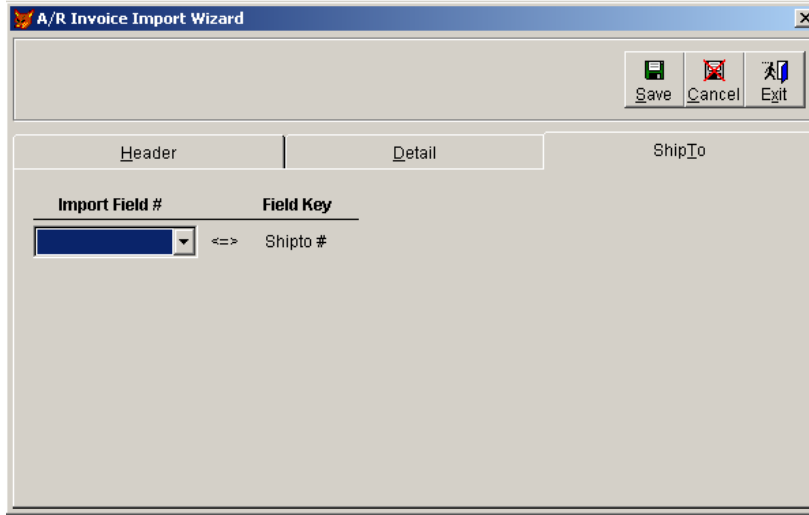 A/R Invoice Import Wizard
Save Cancel Exit
Header Detail ShipTo
Import Field # Field Key
<=> Shipto #